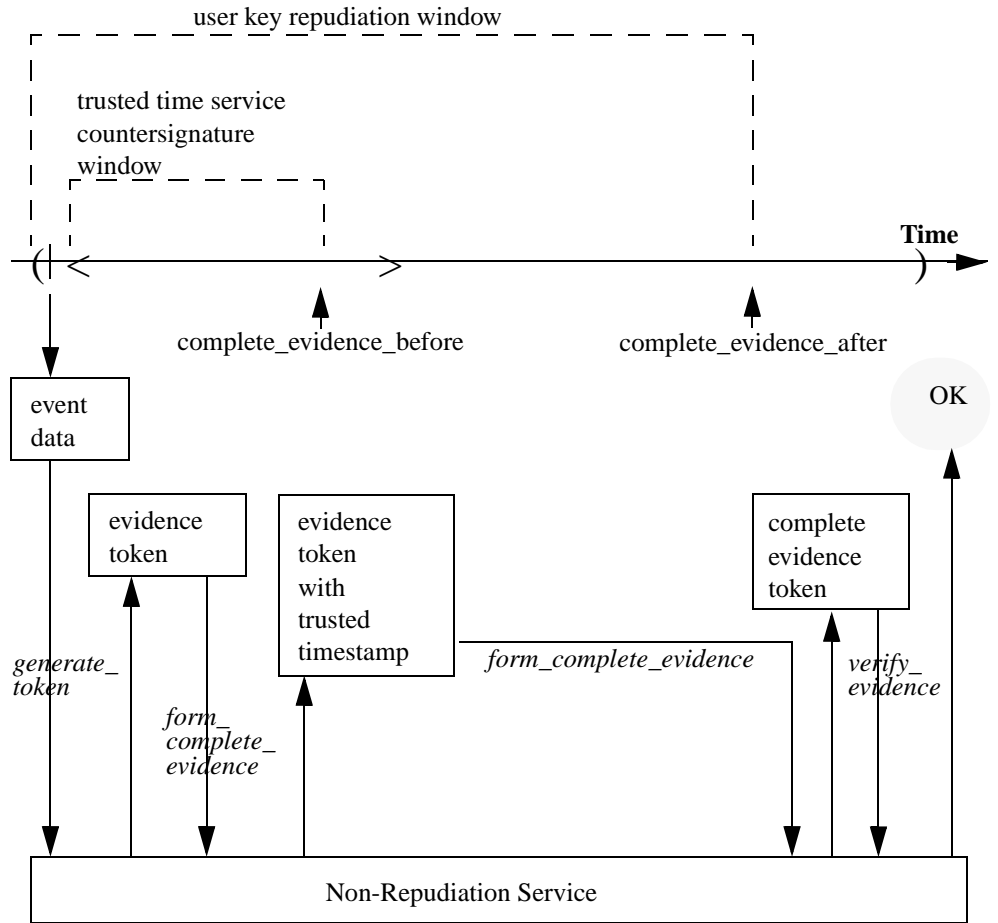 user key repudiation window
trusted time service
countersignature
window
Time
( < > )
complete_evidence_before
complete_evidence_after
event
data
OK
evidence
token
evidence
token
with
trusted
timestamp
complete
evidence
token
generate_
token
form_
complete_
evidence
form_complete_evidence
verify_
evidence
Non-Repudiation Service